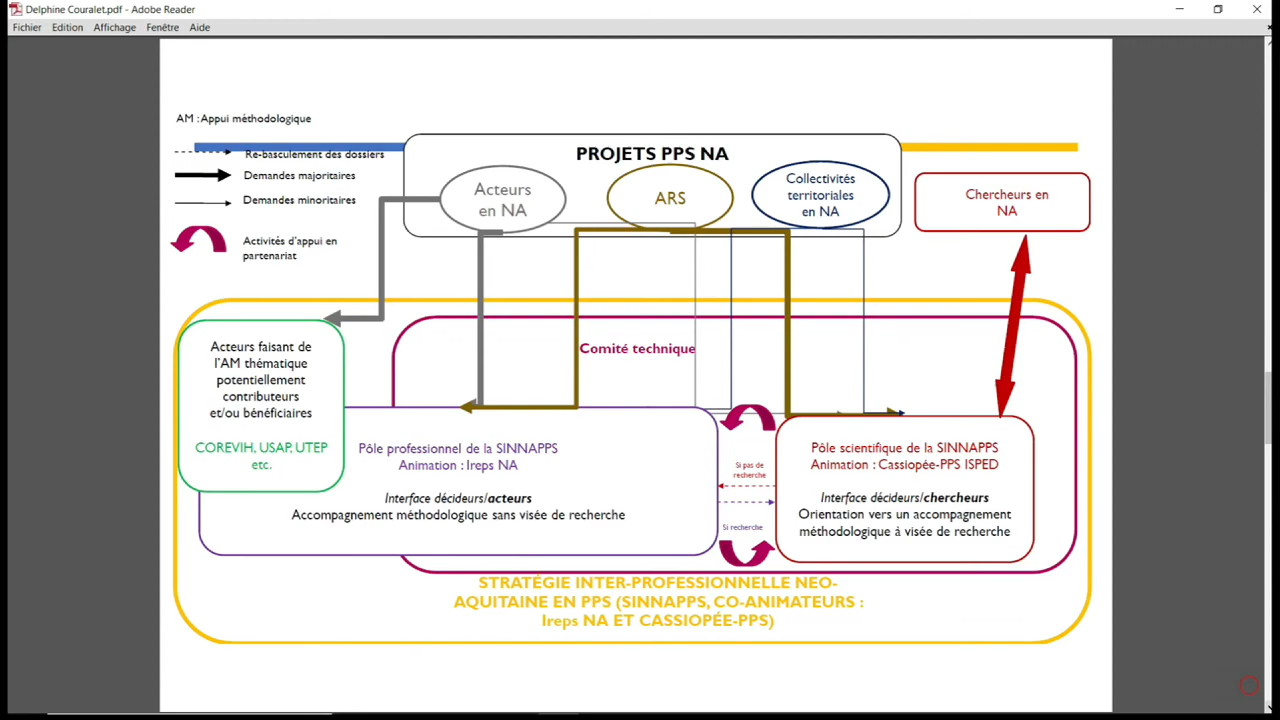 Delphine Couralet.pdf - Adobe Reader
Fichier Edition Affichage Fenêtre Aide
AM : Appui méthodologique
Re-basculement des dossiers
Demandes majoritaires
Demandes minoritaires
Activités d'appui en
partenariat
PROJETS PPS NA
Acteurs
en NA
ARS
Collectivités
territoriales
en NA
Chercheurs en
NA
Acteurs faisant de
l'AM thématique
potentiellement
contributeurs
et/ou bénéficiaires
COREVIH, USAP, UTEP
etc.
Comité technique
Pôle professionnel de la SINNAPPS
Animation : Ireps NA
Interface décideurs/acteurs
Accompagnement méthodologique sans visée de recherche
Si pas de
recherche
Si recherche
Pôle scientifique de la SINNAPPS
Animation : Cassiopée-PPS ISPED
Interface décideurs/chercheurs
Orientation vers un accompagnement
méthodologique à visée de recherche
STRATÉGIE INTER-PROFESSIONNELLE NEO-
AQUITAINE EN PPS (SINNAPPS, CO-ANIMATEURS :
Ireps NA ET CASSIOPÉE-PPS)